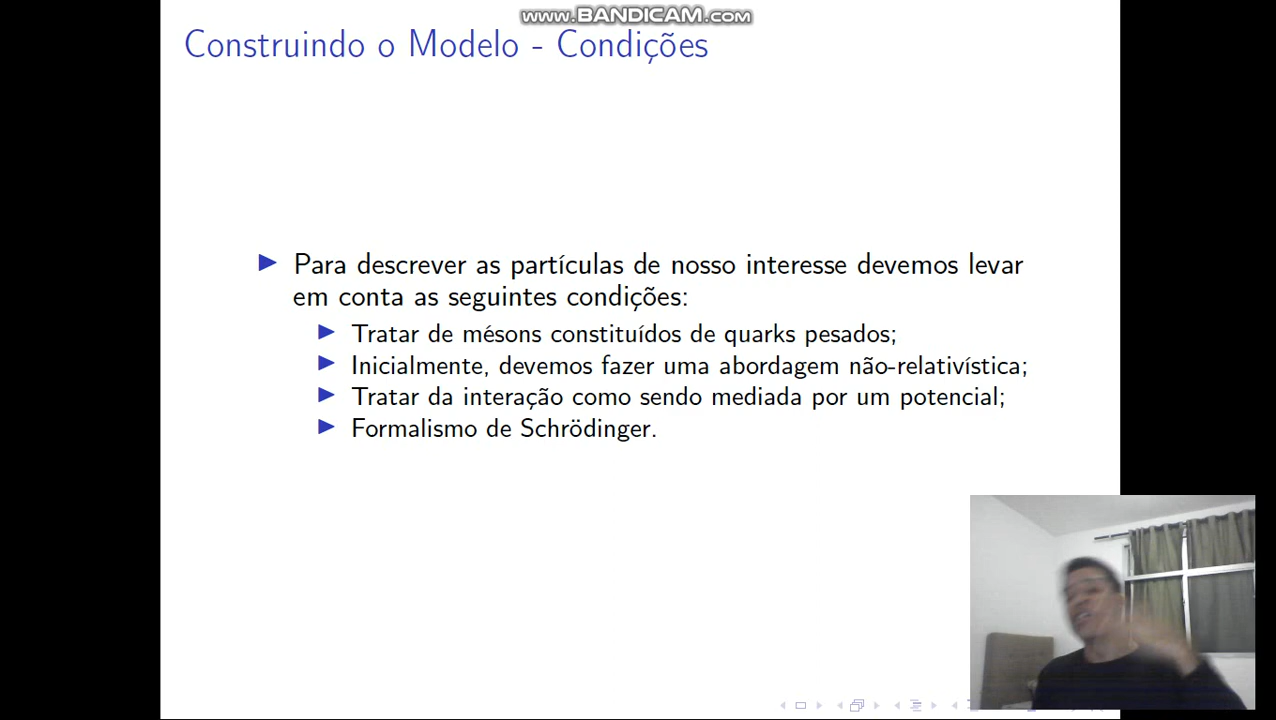 www.BANDICAM.com
Construindo o Modelo - Condições
Para descrever as partículas de nosso interesse devemos levar
em conta as seguintes condições:
Tratar de mésons constituídos de quarks pesados;
Inicialmente, devemos fazer uma abordagem não-relativística;
Tratar da interação como sendo mediada por um potencial;
Formalismo de Schrödinger.